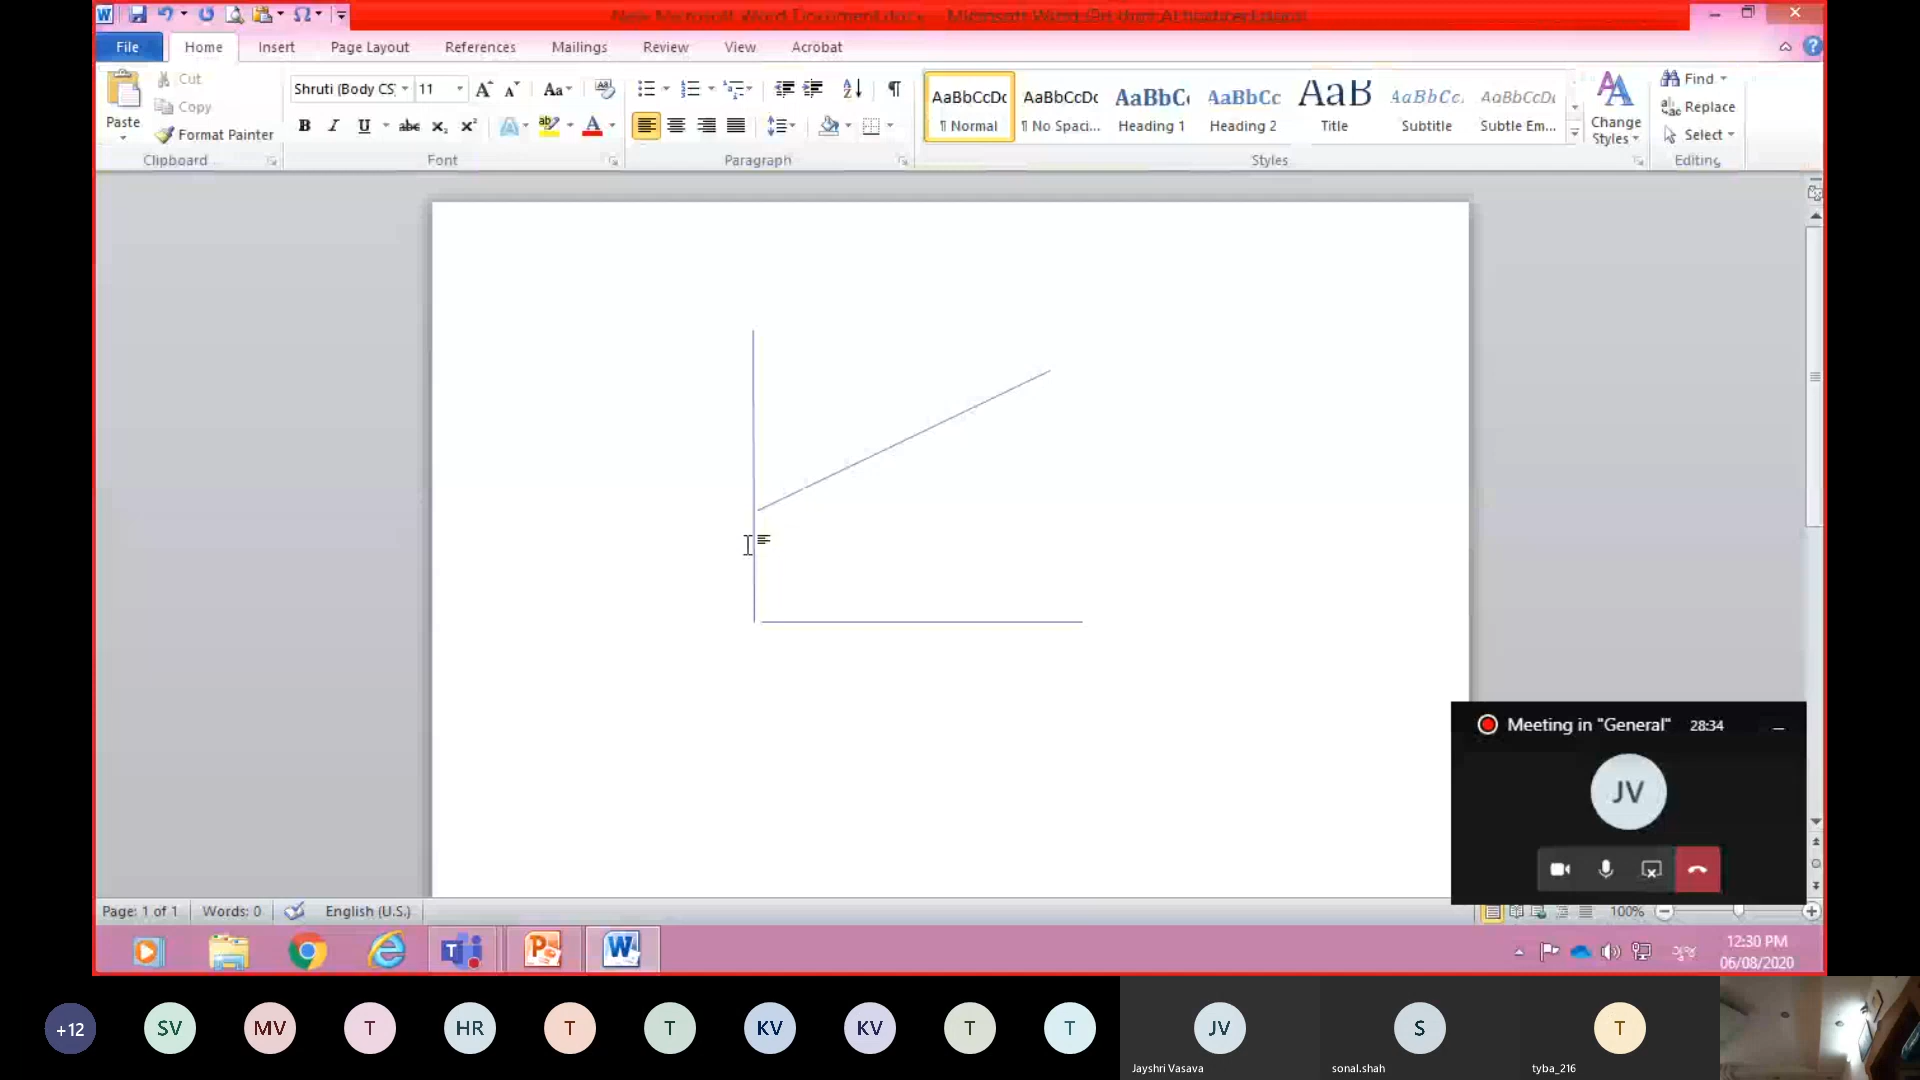 File Home Insert Page Layout References Mailings Review View Acrobat
Paste
Cut
Copy
Format Painter
Clipboard
Shruti (Body CS 11
Font
Paragraph
AaBbCcDc AaBbCcDc AaBbC AaBbCc AaB AaBbCc. AaBbCcDc
¶ Normal ¶ No Spaci... Heading 1 Heading 2 Title Subtitle Subtle Em...
Styles
Change
Styles
Find
Replace
Select
Editing
Meeting in "General" 28:34
JV
Page: 1 of 1 Words: 0 English (U.S.) 100%
12:30 PM
06/08/2020
+12 SV MV T HR T T KV KV T T JV S T
Jayshri Vasava sonal.shah tyba_216